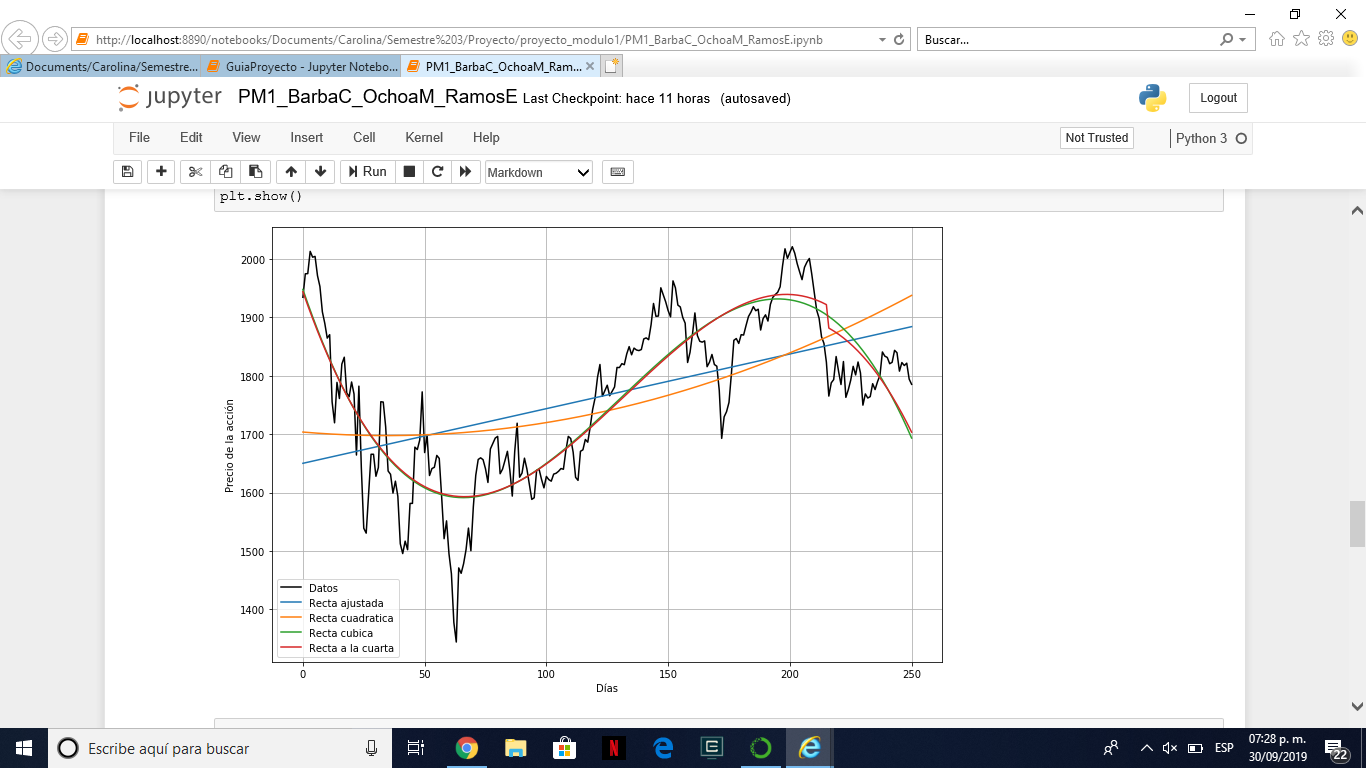 http://localhost:8890/notebooks/Documents/Carolina/Semestre%203/Proyecto/proyecto_modulo1/PM1_BarbaC_OchoaM_RamosE.ipynb
Buscar...
Documents/Carolina/Semestre...
GuiaProyecto - Jupyter Notebo...
PM1_BarbaC_OchoaM_Ram...
jupyter PM1_BarbaC_OchoaM_RamosE Last Checkpoint: hace 11 horas (autosaved)
Logout
File Edit View Insert Cell Kernel Help
Not Trusted
Python 3
Run
Markdown
plt.show()
2000
1900
1800
1700
1600
1500
1400
Precio de la acción
Datos
Recta ajustada
Recta cuadratica
Recta cubica
Recta a la cuarta
0 50 100 150 200 250
Días
Escribe aquí para buscar
ESP
07:28 p. m.
30/09/2019
22